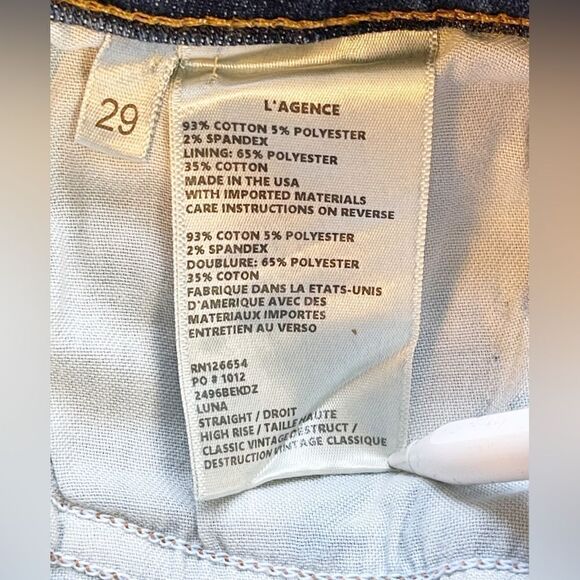 29
L'AGENCE
93% COTTON 5% POLYESTER
2% SPANDEX
LINING: 65% POLYESTER
35% COTTON
MADE IN THE USA
WITH IMPORTED MATERIALS
CARE INSTRUCTIONS ON REVERSE
93% COTON 5% POLYESTER
2% SPANDEX
DOUBLURE: 65% POLYESTER
35% COTON
FABRIQUE DANS LA ETATS-UNIS
D'AMERIQUE AVEC DES
MATERIAUX IMPORTES
ENTRETIEN AU VERSO
RN126654
PO # 1012
2496BEKDZ
LUNA
STRAIGHT / DROIT
HIGH RISE / TAILLE HAUTE
CLASSIC VINTAGE DESTRUCT /
DESTRUCTION VINTAGE CLASSIQUE